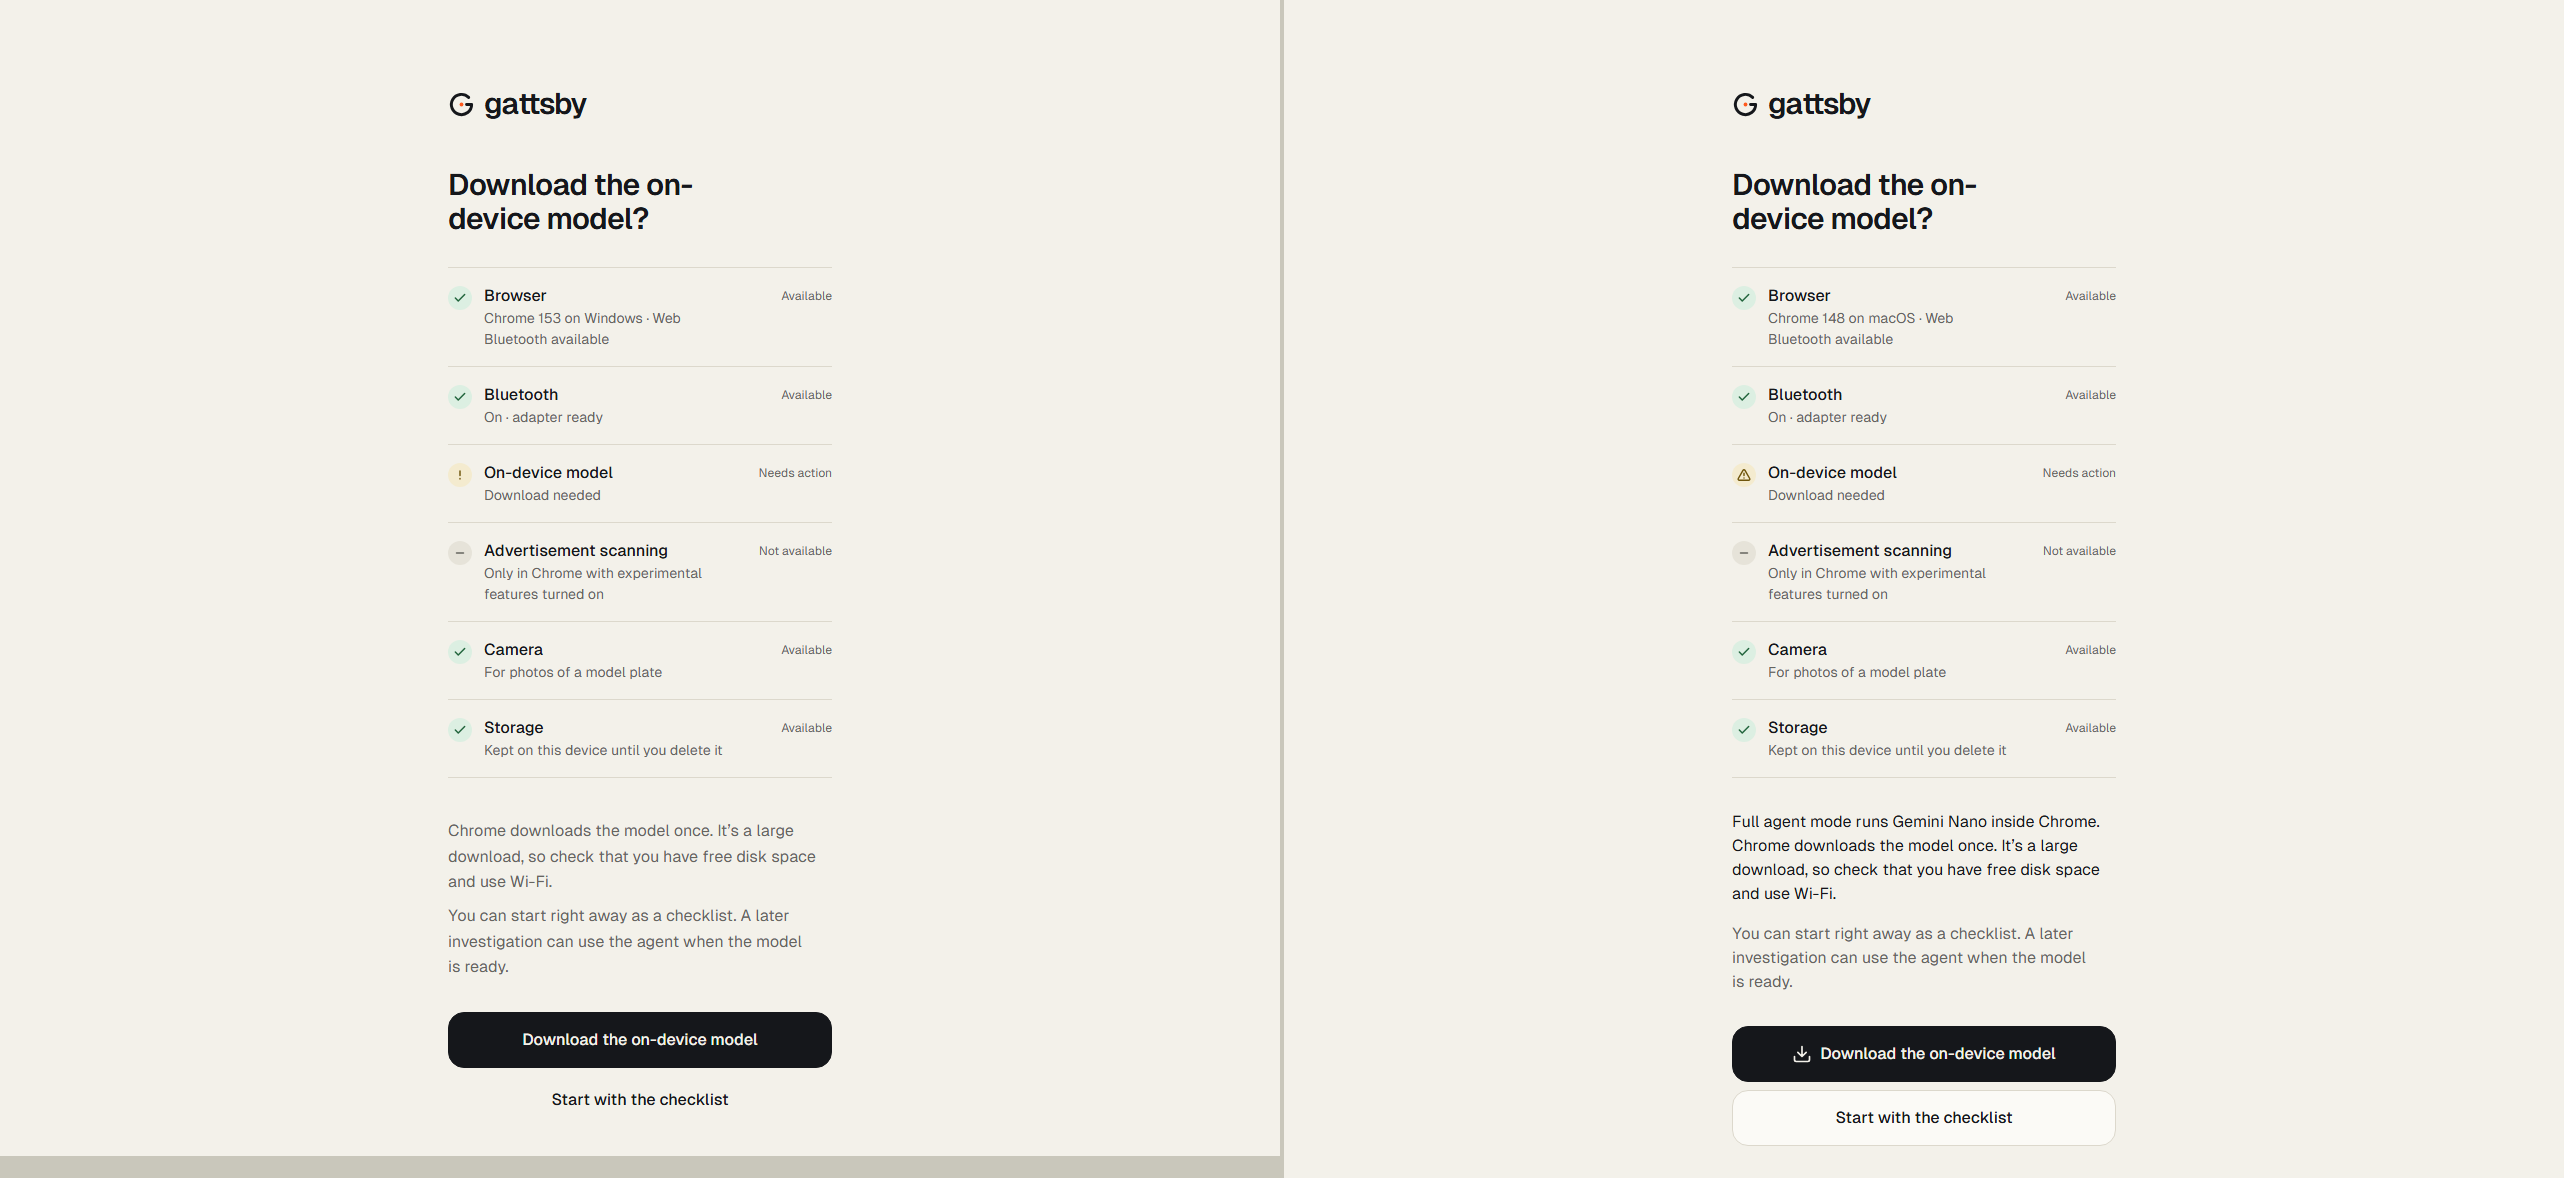 gattsby
Download the on-
device model?
Browser
Available
Chrome 153 on Windows · Web
Bluetooth available
Bluetooth
Available
On · adapter ready
On-device model
Needs action
Download needed
Advertisement scanning
Not available
Only in Chrome with experimental
features turned on
Camera
Available
For photos of a model plate
Storage
Available
Kept on this device until you delete it
Chrome downloads the model once. It’s a large
download, so check that you have free disk space
and use Wi-Fi.
You can start right away as a checklist. A later
investigation can use the agent when the model
is ready.
Download the on-device model
Start with the checklist
gattsby
Download the on-
device model?
Browser
Available
Chrome 148 on macOS · Web
Bluetooth available
Bluetooth
Available
On · adapter ready
On-device model
Needs action
Download needed
Advertisement scanning
Not available
Only in Chrome with experimental
features turned on
Camera
Available
For photos of a model plate
Storage
Available
Kept on this device until you delete it
Full agent mode runs Gemini Nano inside Chrome.
Chrome downloads the model once. It’s a large
download, so check that you have free disk space
and use Wi-Fi.
You can start right away as a checklist. A later
investigation can use the agent when the model
is ready.
Download the on-device model
Start with the checklist